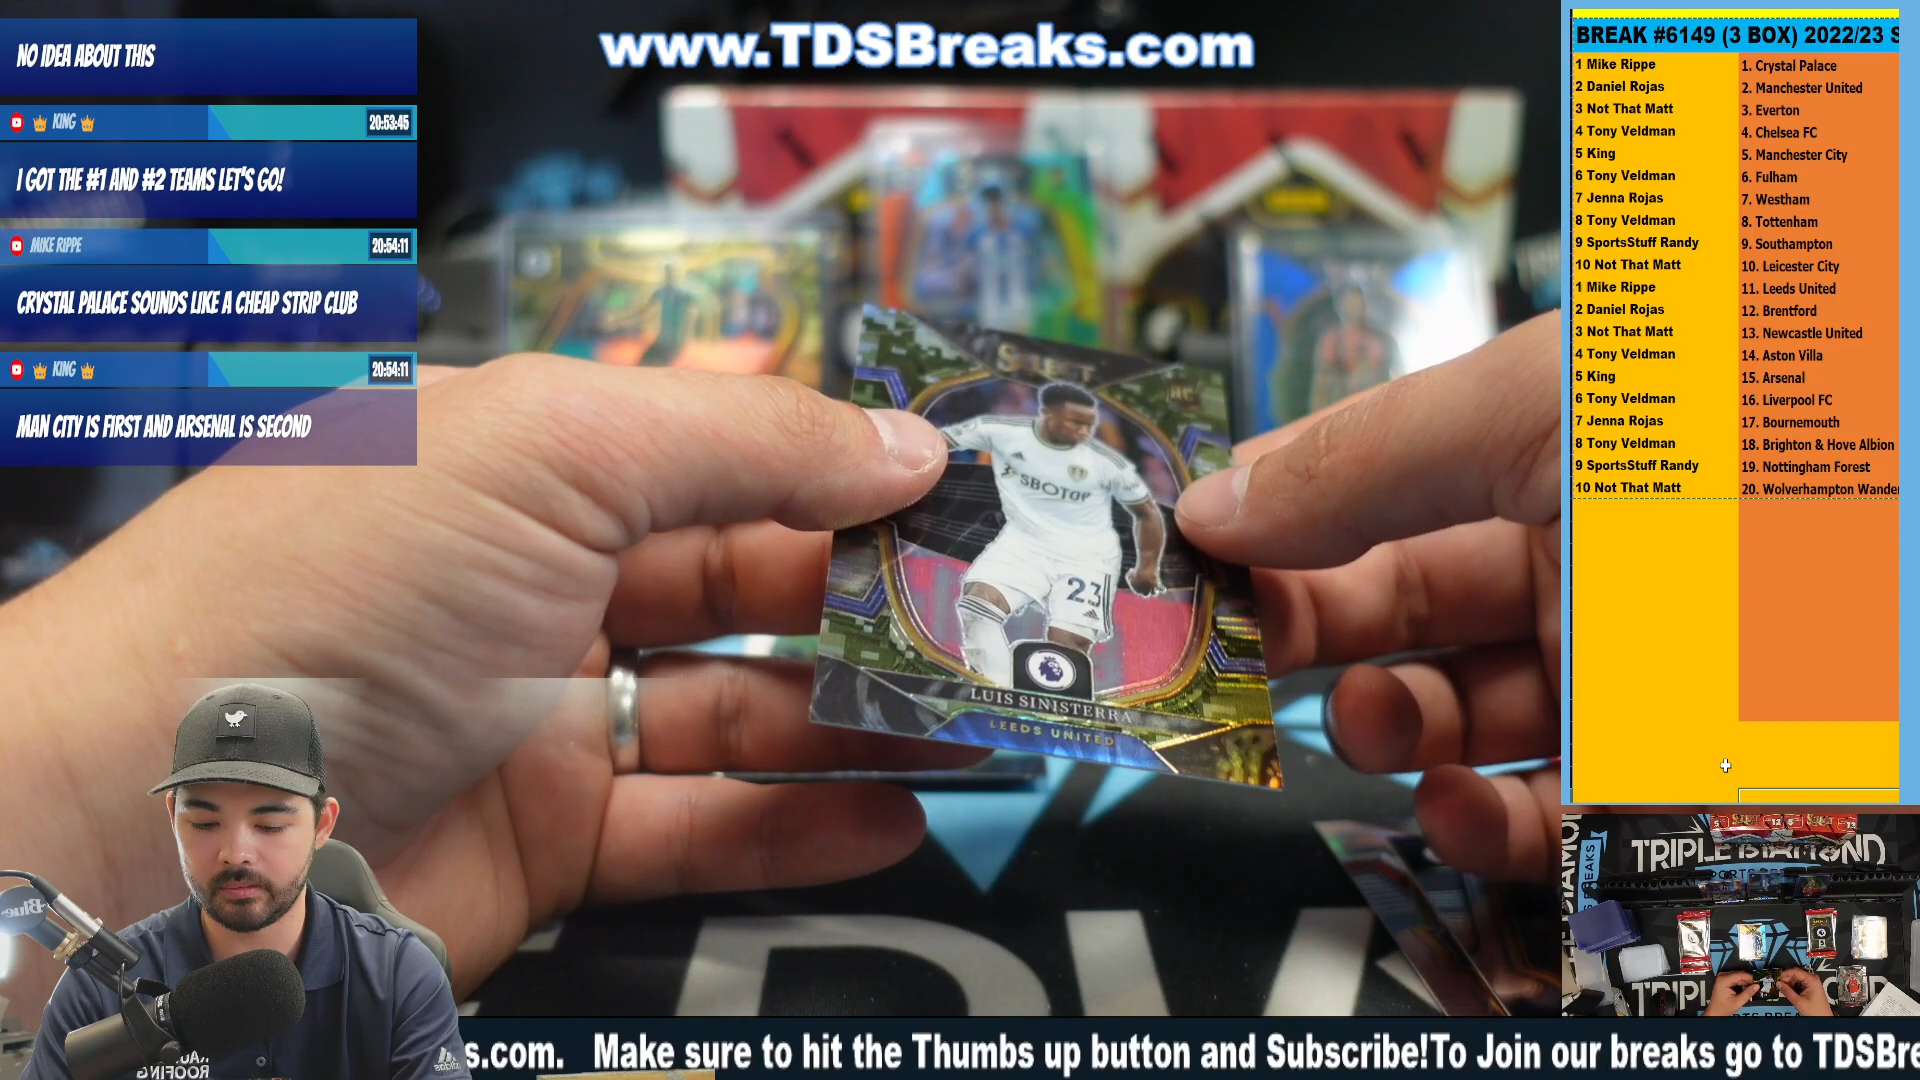 www.TDSBreaks.com
NO IDEA ABOUT THIS
KING
20:53:45
I GOT THE #1 AND #2 TEAMS LET'S GO!
MIKE RIPPE
20:54:11
CRYSTAL PALACE SOUNDS LIKE A CHEAP STRIP CLUB
KING
20:54:11
MAN CITY IS FIRST AND ARSENAL IS SECOND
BREAK #6149 (3 BOX) 2022/23 S
1 Mike Rippe 1. Crystal Palace
2 Daniel Rojas 2. Manchester United
3 Not That Matt 3. Everton
4 Tony Veldman 4. Chelsea FC
5 King 5. Manchester City
6 Tony Veldman 6. Fulham
7 Jenna Rojas 7. Westham
8 Tony Veldman 8. Tottenham
9 SportsStuff Randy 9. Southampton
10 Not That Matt 10. Leicester City
1 Mike Rippe 11. Leeds United
2 Daniel Rojas 12. Brentford
3 Not That Matt 13. Newcastle United
4 Tony Veldman 14. Aston Villa
5 King 15. Arsenal
6 Tony Veldman 16. Liverpool FC
7 Jenna Rojas 17. Bournemouth
8 Tony Veldman 18. Brighton & Hove Albion
9 SportsStuff Randy 19. Nottingham Forest
10 Not That Matt 20. Wolverhampton Wande
SELECT
RC
SBOTOP
23
LUIS SINISTERRA
LEEDS UNITED
TRIPLE DIAMOND
BREAKS
Blue
adidas
ROOFING
s.com. Make sure to hit the Thumbs up button and Subscribe!To Join our breaks go to TDSBre